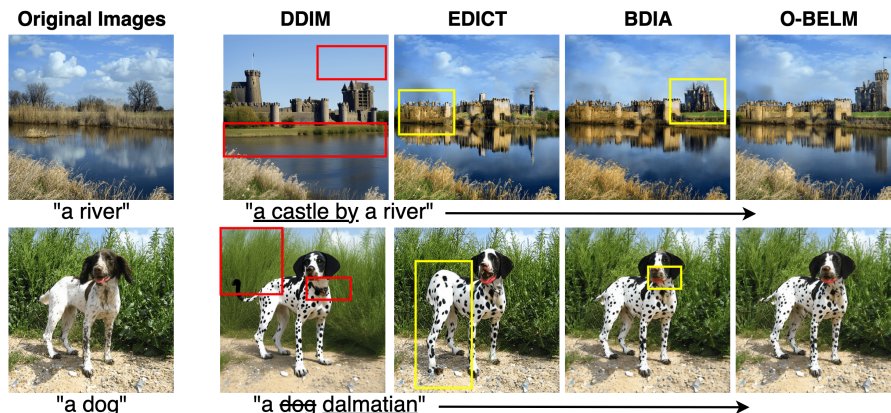 Original Images DDIM EDICT BDIA O-BELM
"a river" "a castle by a river"
"a dog" "a dog dalmatian"